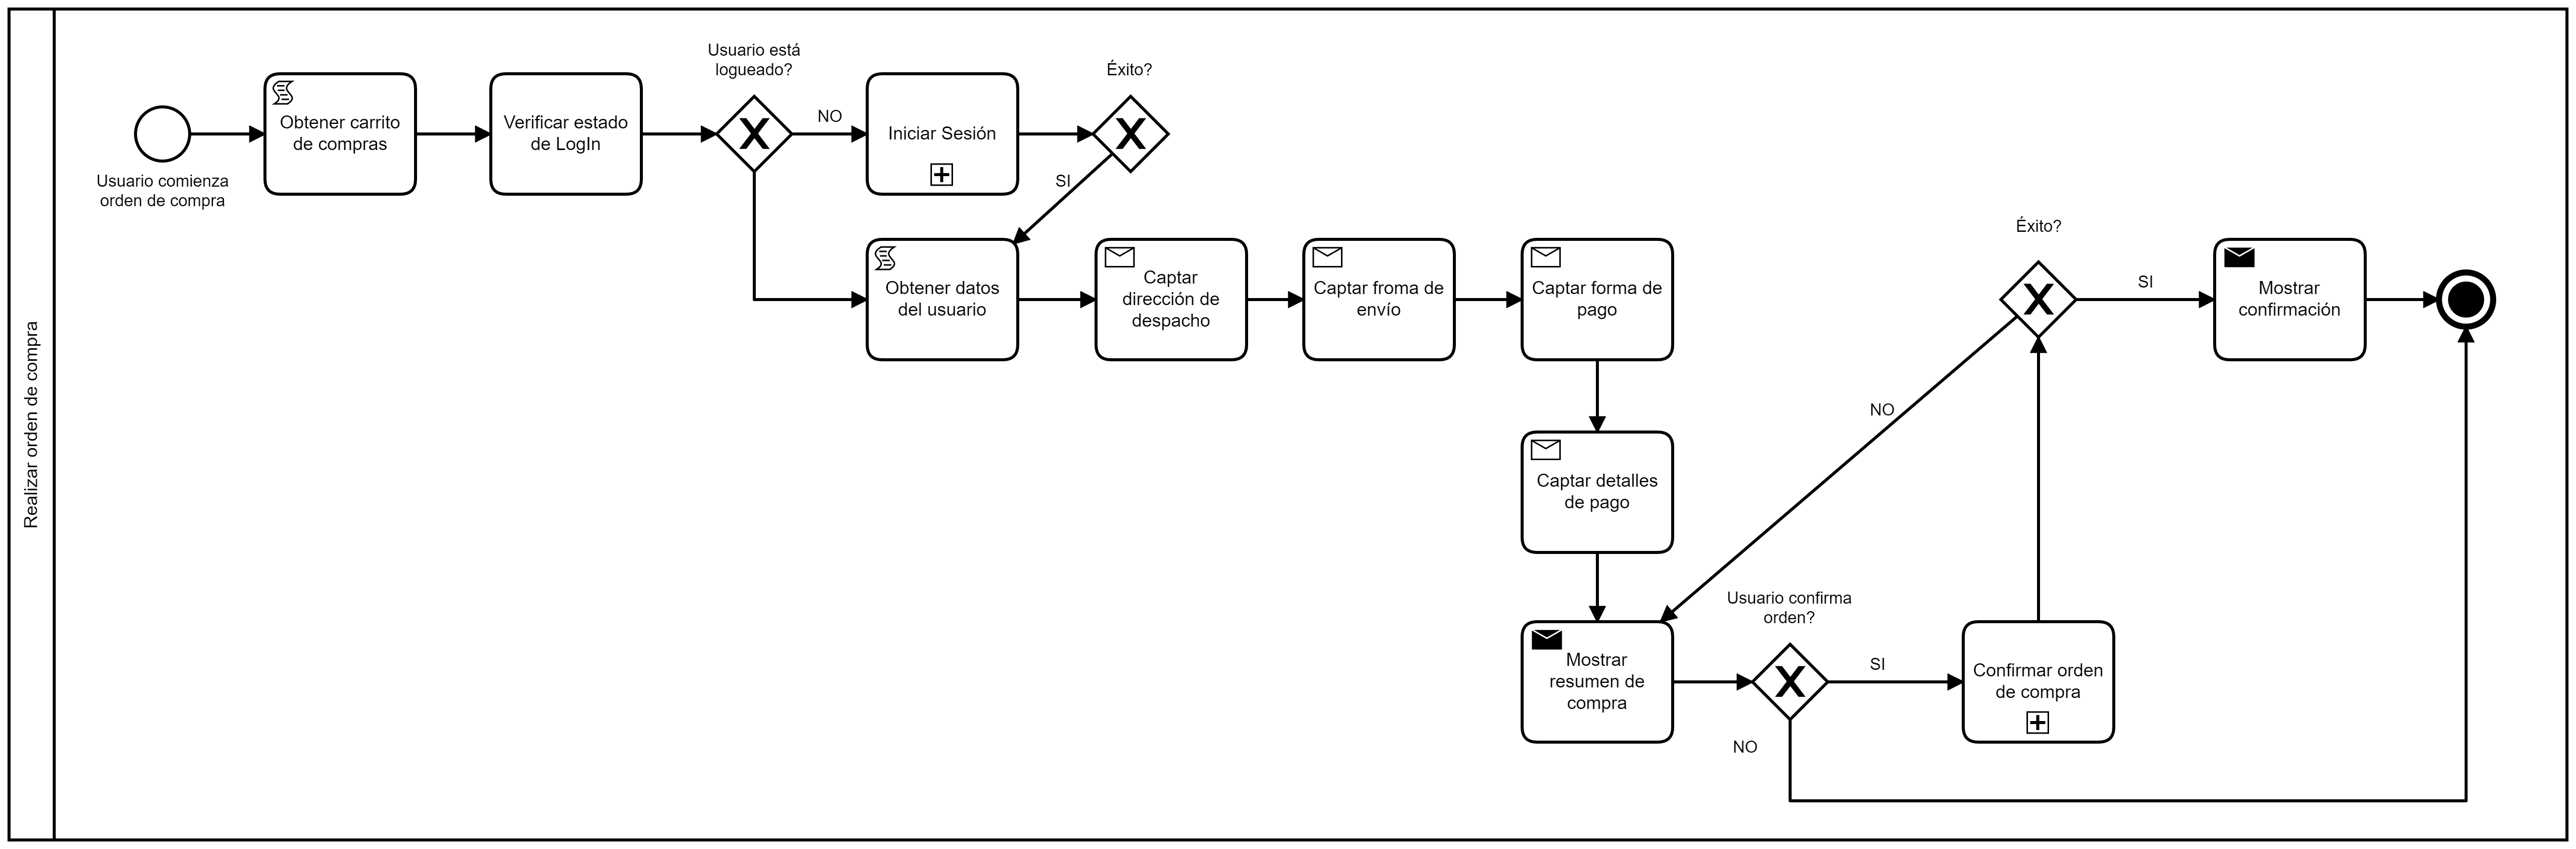 Realizar orden de compra
Usuario comienza
orden de compra
Obtener carrito
de compras
Verificar estado
de LogIn
Usuario está
logueado?
NO
Iniciar Sesión
Éxito?
SI
Obtener datos
del usuario
Captar
dirección de
despacho
Captar froma de
envío
Captar forma de
pago
Captar detalles
de pago
Mostrar
resumen de
compra
Usuario confirma
orden?
SI
NO
Confirmar orden
de compra
Éxito?
NO
SI
Mostrar
confirmación